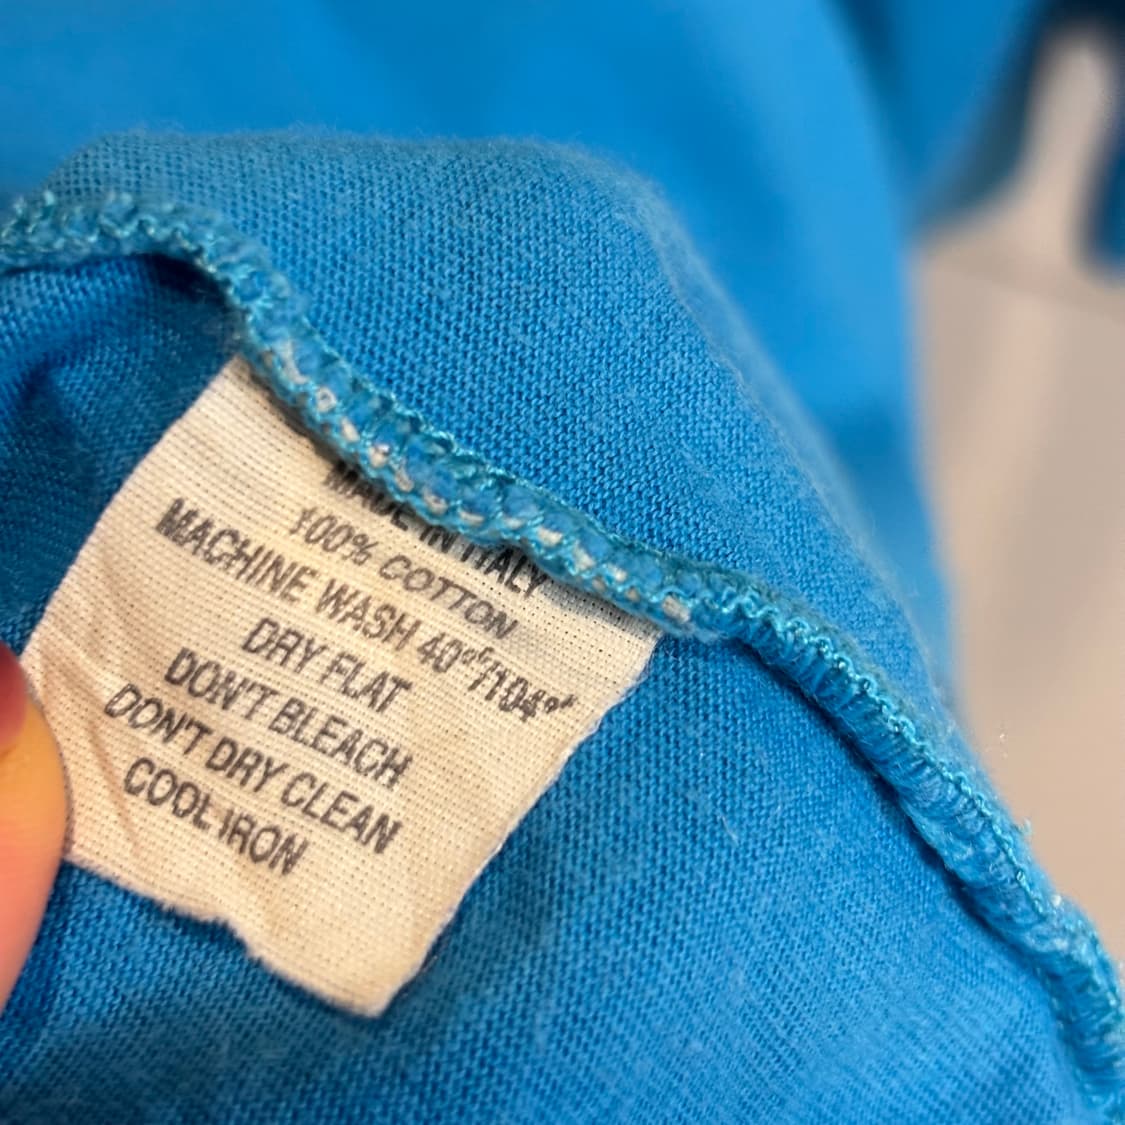 MADE IN ITALY
100% COTTON
MACHINE WASH 40°F/104°F
DRY FLAT
DON'T BLEACH
DON'T DRY CLEAN
COOL IRON